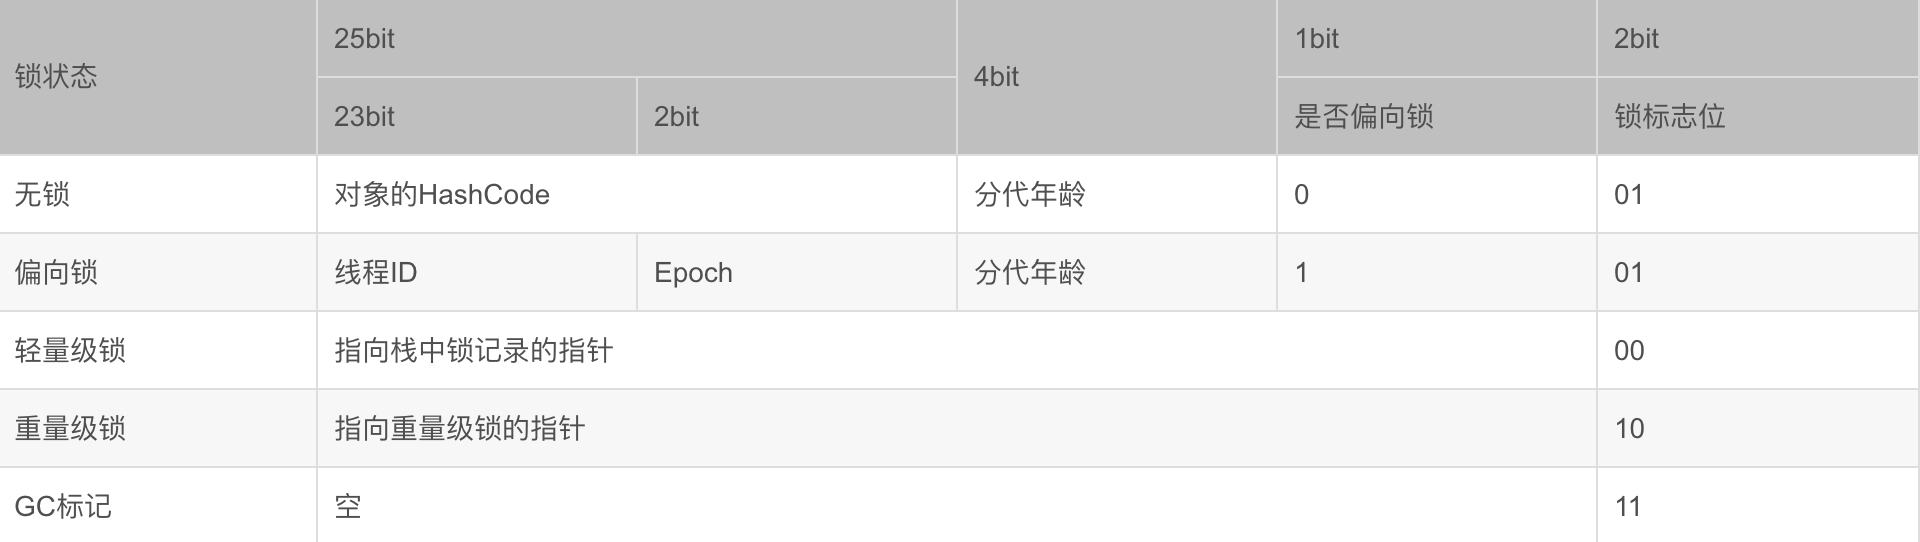 锁状态 25bit 4bit 1bit 2bit
23bit 2bit 是否偏向锁 锁标志位
无锁 对象的HashCode 分代年龄 0 01
偏向锁 线程ID Epoch 分代年龄 1 01
轻量级锁 指向栈中锁记录的指针 00
重量级锁 指向重量级锁的指针 10
GC标记 空 11